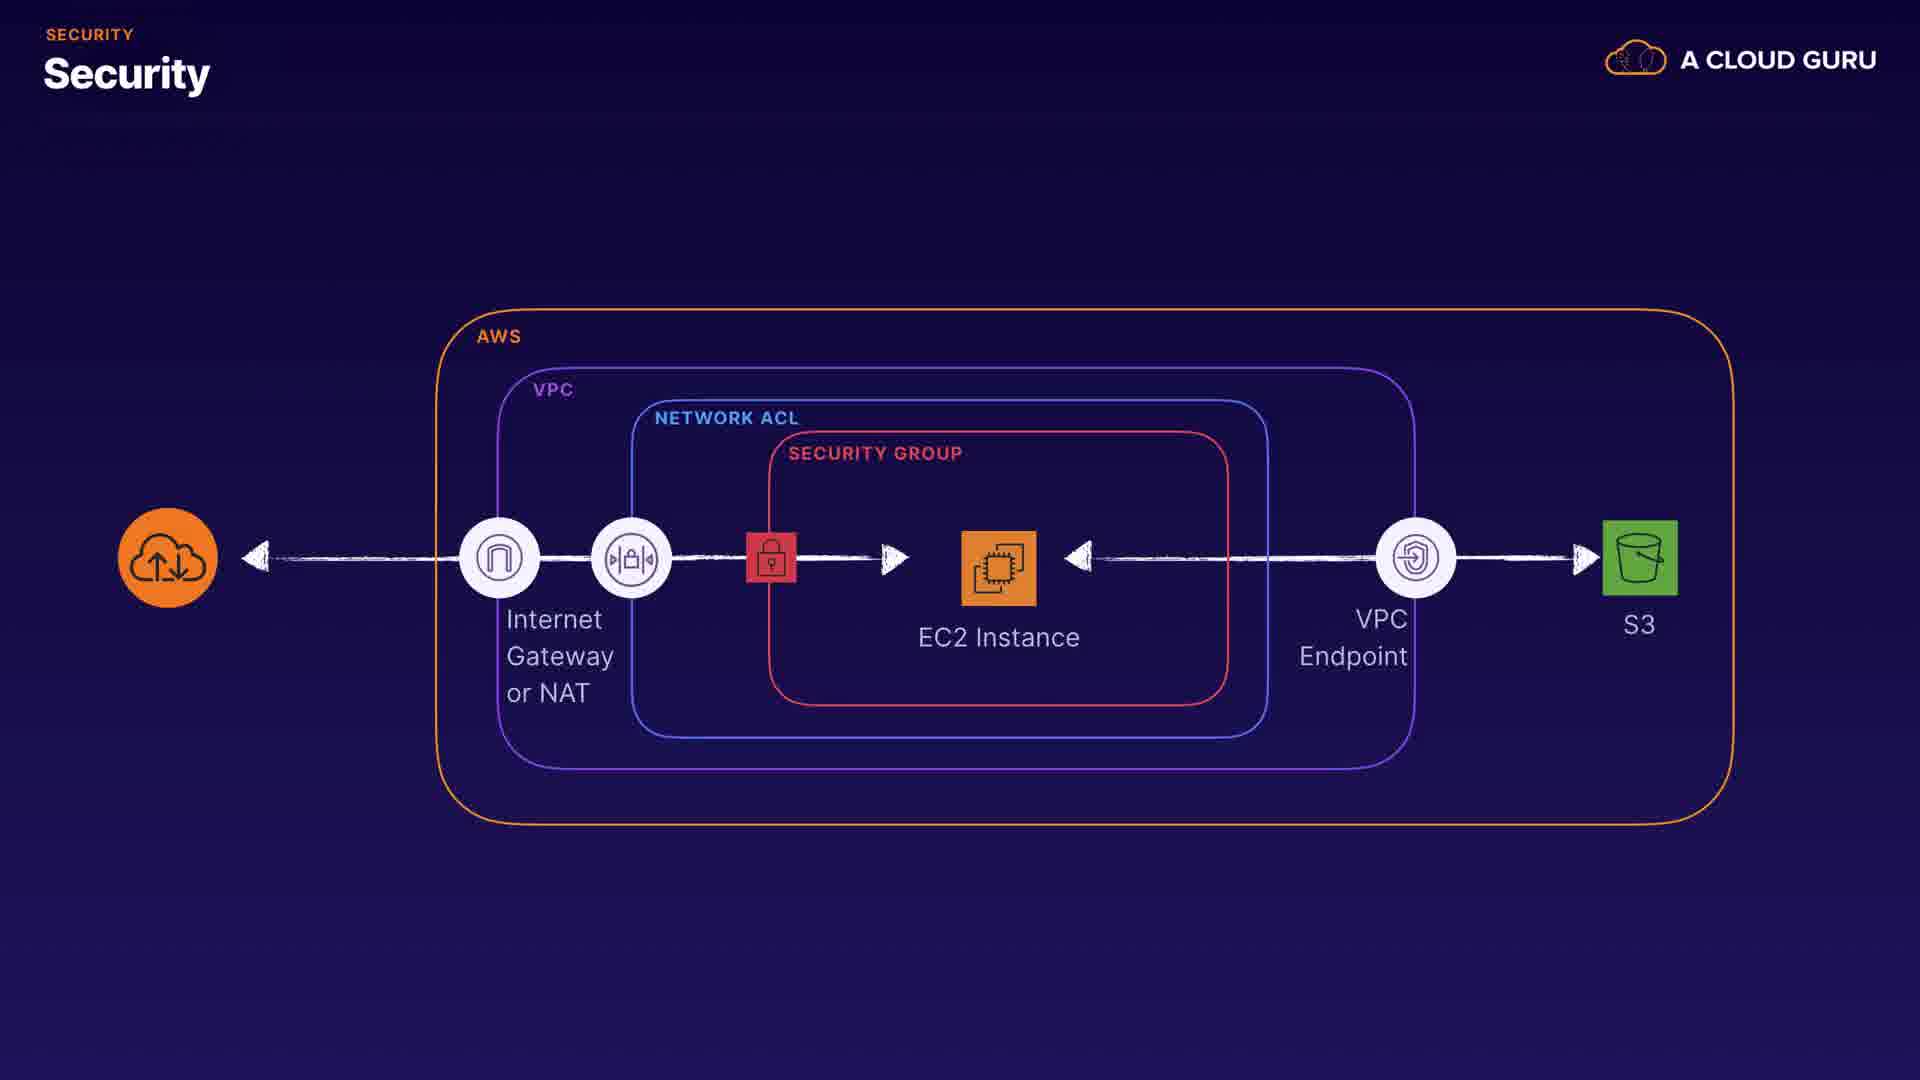 SECURITY
Security
A CLOUD GURU
AWS
VPC
NETWORK ACL
SECURITY GROUP
Internet
Gateway
or NAT
EC2 Instance
VPC
Endpoint
S3